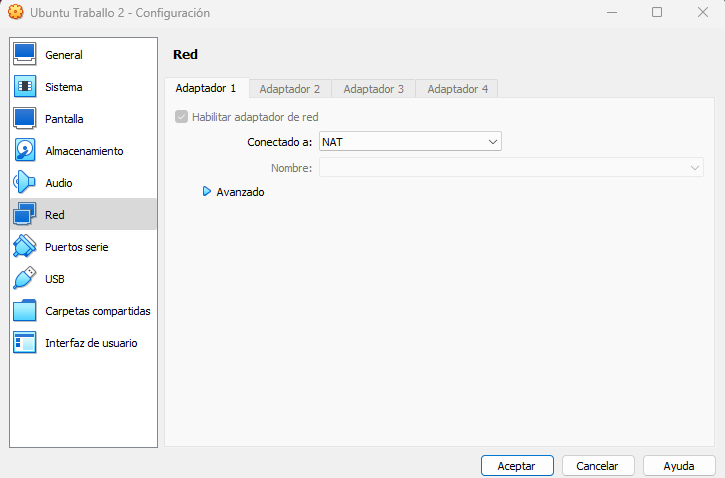 Ubuntu Traballo 2 - Configuración
General
Sistema
Pantalla
Almacenamiento
Audio
Red
Puertos serie
USB
Carpetas compartidas
Interfaz de usuario
Red
Adaptador 1 Adaptador 2 Adaptador 3 Adaptador 4
Habilitar adaptador de red
Conectado a: NAT
Nombre:
Avanzado
Aceptar Cancelar Ayuda